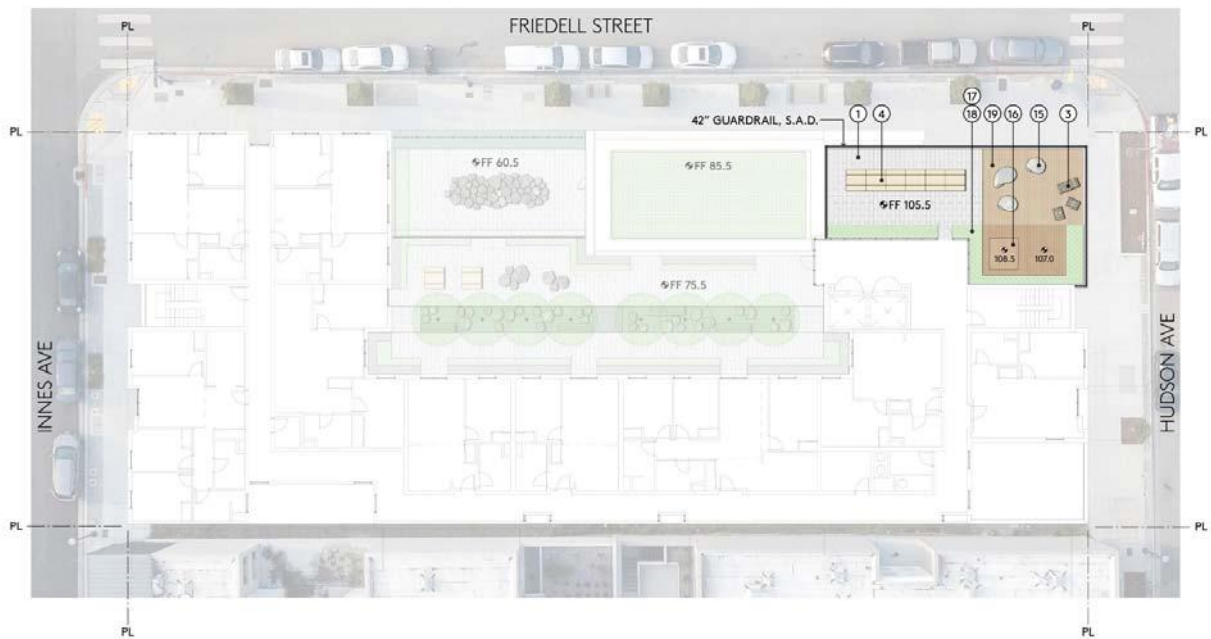 FRIEDELL STREET
PL
PL
PL
PL
42" GUARDRAIL, S.A.D.
1
4
17
18
19
16
15
3
FF 60.5
FF 85.5
FF 105.5
108.5
107.0
FF 75.5
INNES AVE
HUDSON AVE
PL
PL
PL
PL